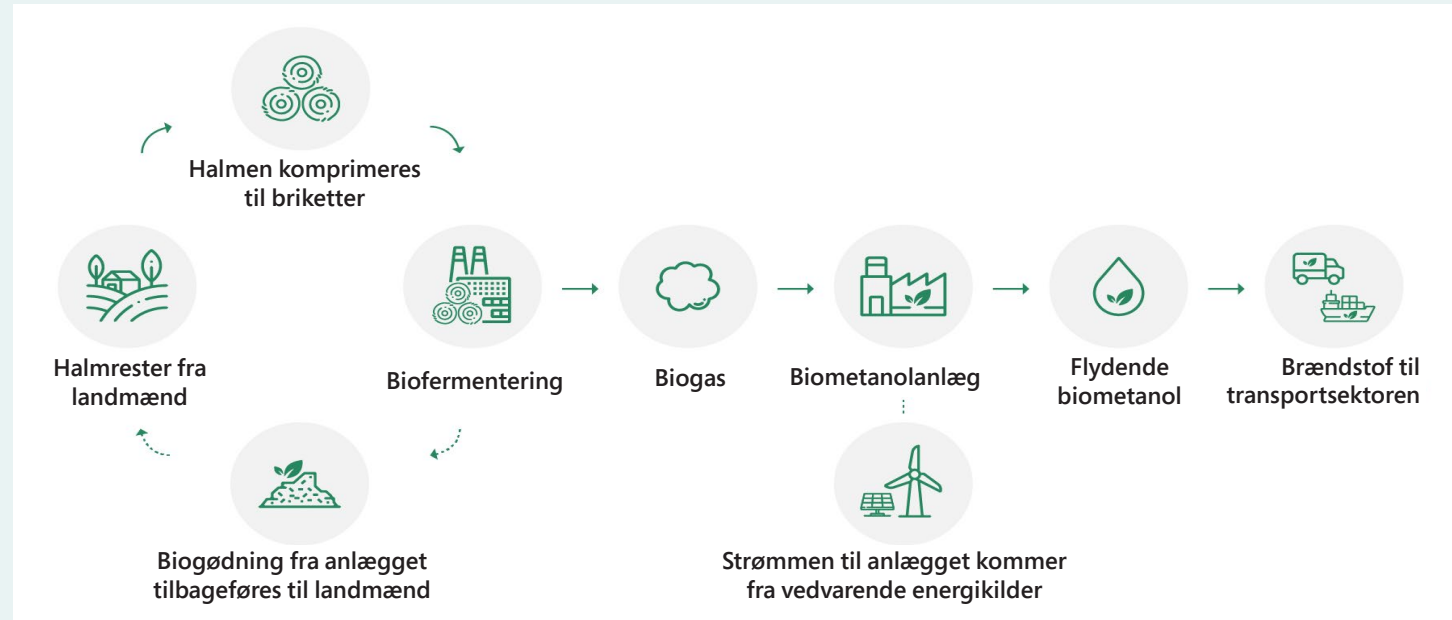 Halmen komprimeres
til briketter
Halmrester fra
landmænd
Biofermentering
Biogas
Biometanolanlæg
Flydende
biometanol
Brændstof til
transportsektoren
Biogødning fra anlægget
tilbageføres til landmænd
Strømmen til anlægget kommer
fra vedvarende energikilder